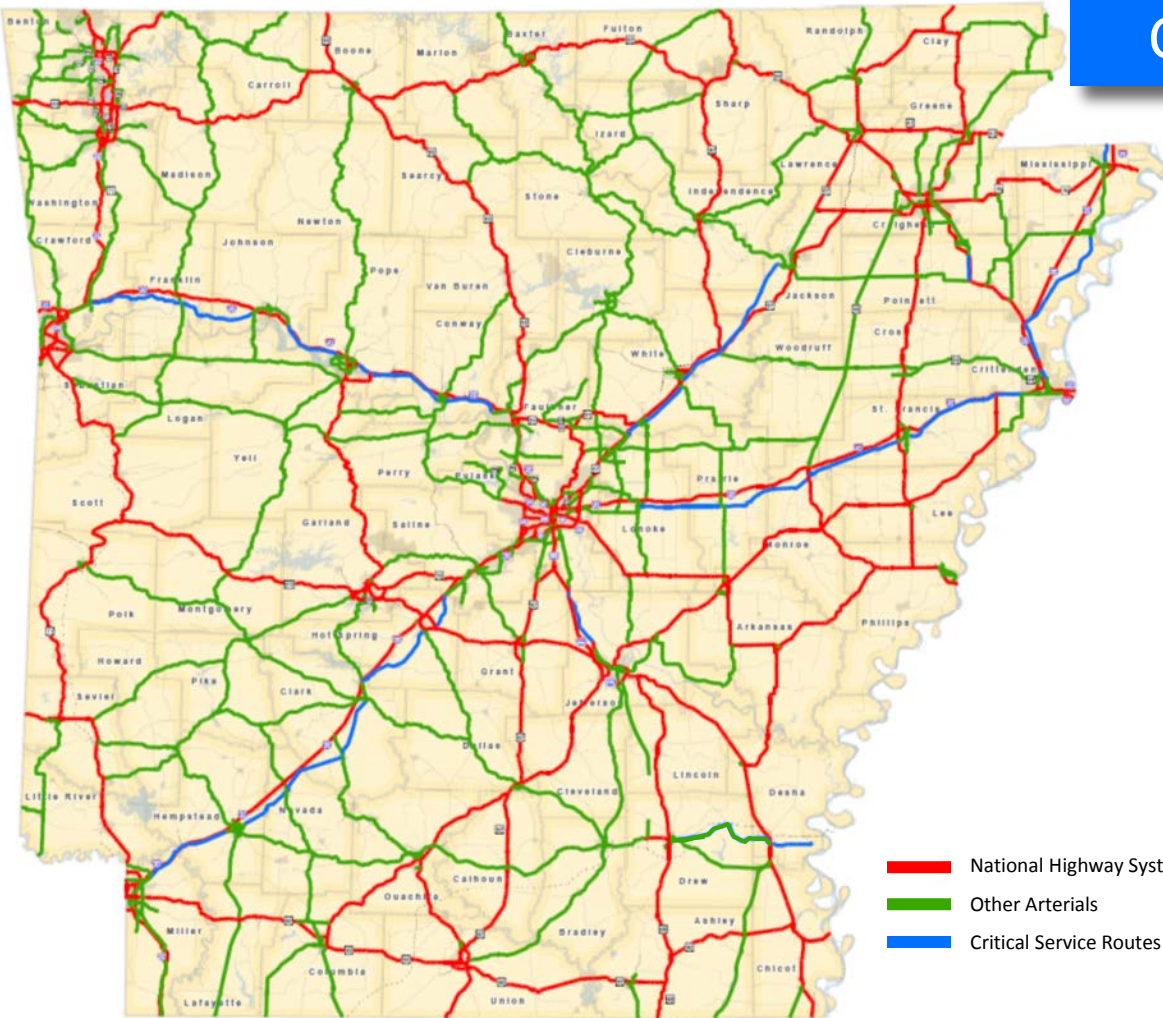 Benton
Boone
Marion
Baxter
Fulton
Randolph
Clay
Carroll
Sharp
Greene
Izard
Lawrence
Mississippi
Madison
Searcy
Stone
Independence
Washington
Newton
Craighead
Crawford
Johnson
Cleburne
Franklin
Pope
Van Buren
Jackson
Poinsett
Conway
Cross
White
Woodruff
Crittenden
Sebastian
Logan
Faulkner
St. Francis
Yell
Perry
Pulaski
Prairie
Scott
Garland
Saline
Lonoke
Lee
Monroe
Polk
Montgomery
Hot Spring
Arkansas
Phillips
Howard
Grant
Pike
Clark
Sevier
Jefferson
Dallas
Lincoln
Little River
Cleveland
Desha
Hempstead
Nevada
National Highway Syst
Calhoun
Drew
Ouachita
Other Arterials
Miller
Bradley
Ashley
Critical Service Routes
Columbia
Chicot
Lafayette
Union